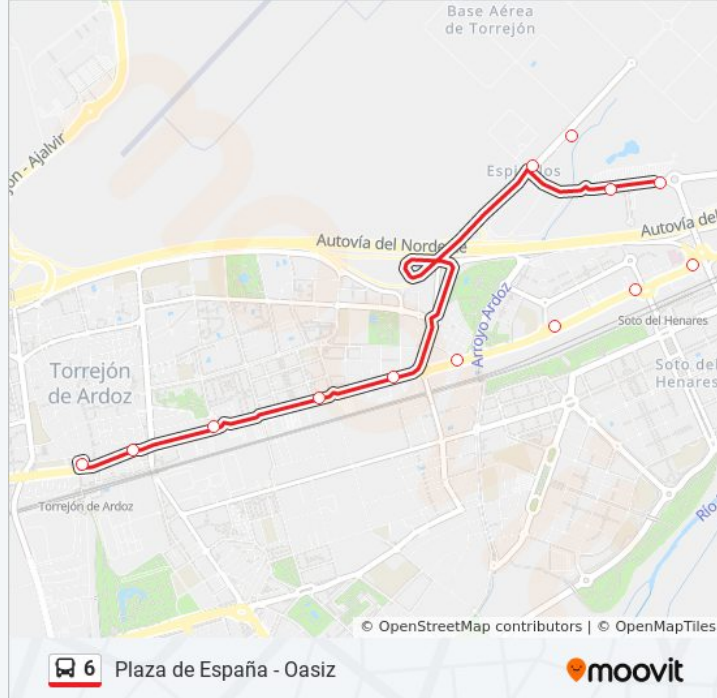 Base Aérea
de Torrejón
jón - Ajalvir
Autovía del Nordeste
Autovía del
Arroyo Ardoz
Soto del Henares
Torrejón
de Ardoz
Soto del
Henares
Torrejón de Ardoz
Río
© OpenStreetMap contributors | © OpenMapTiles
6 Plaza de España - Oasiz
moovit